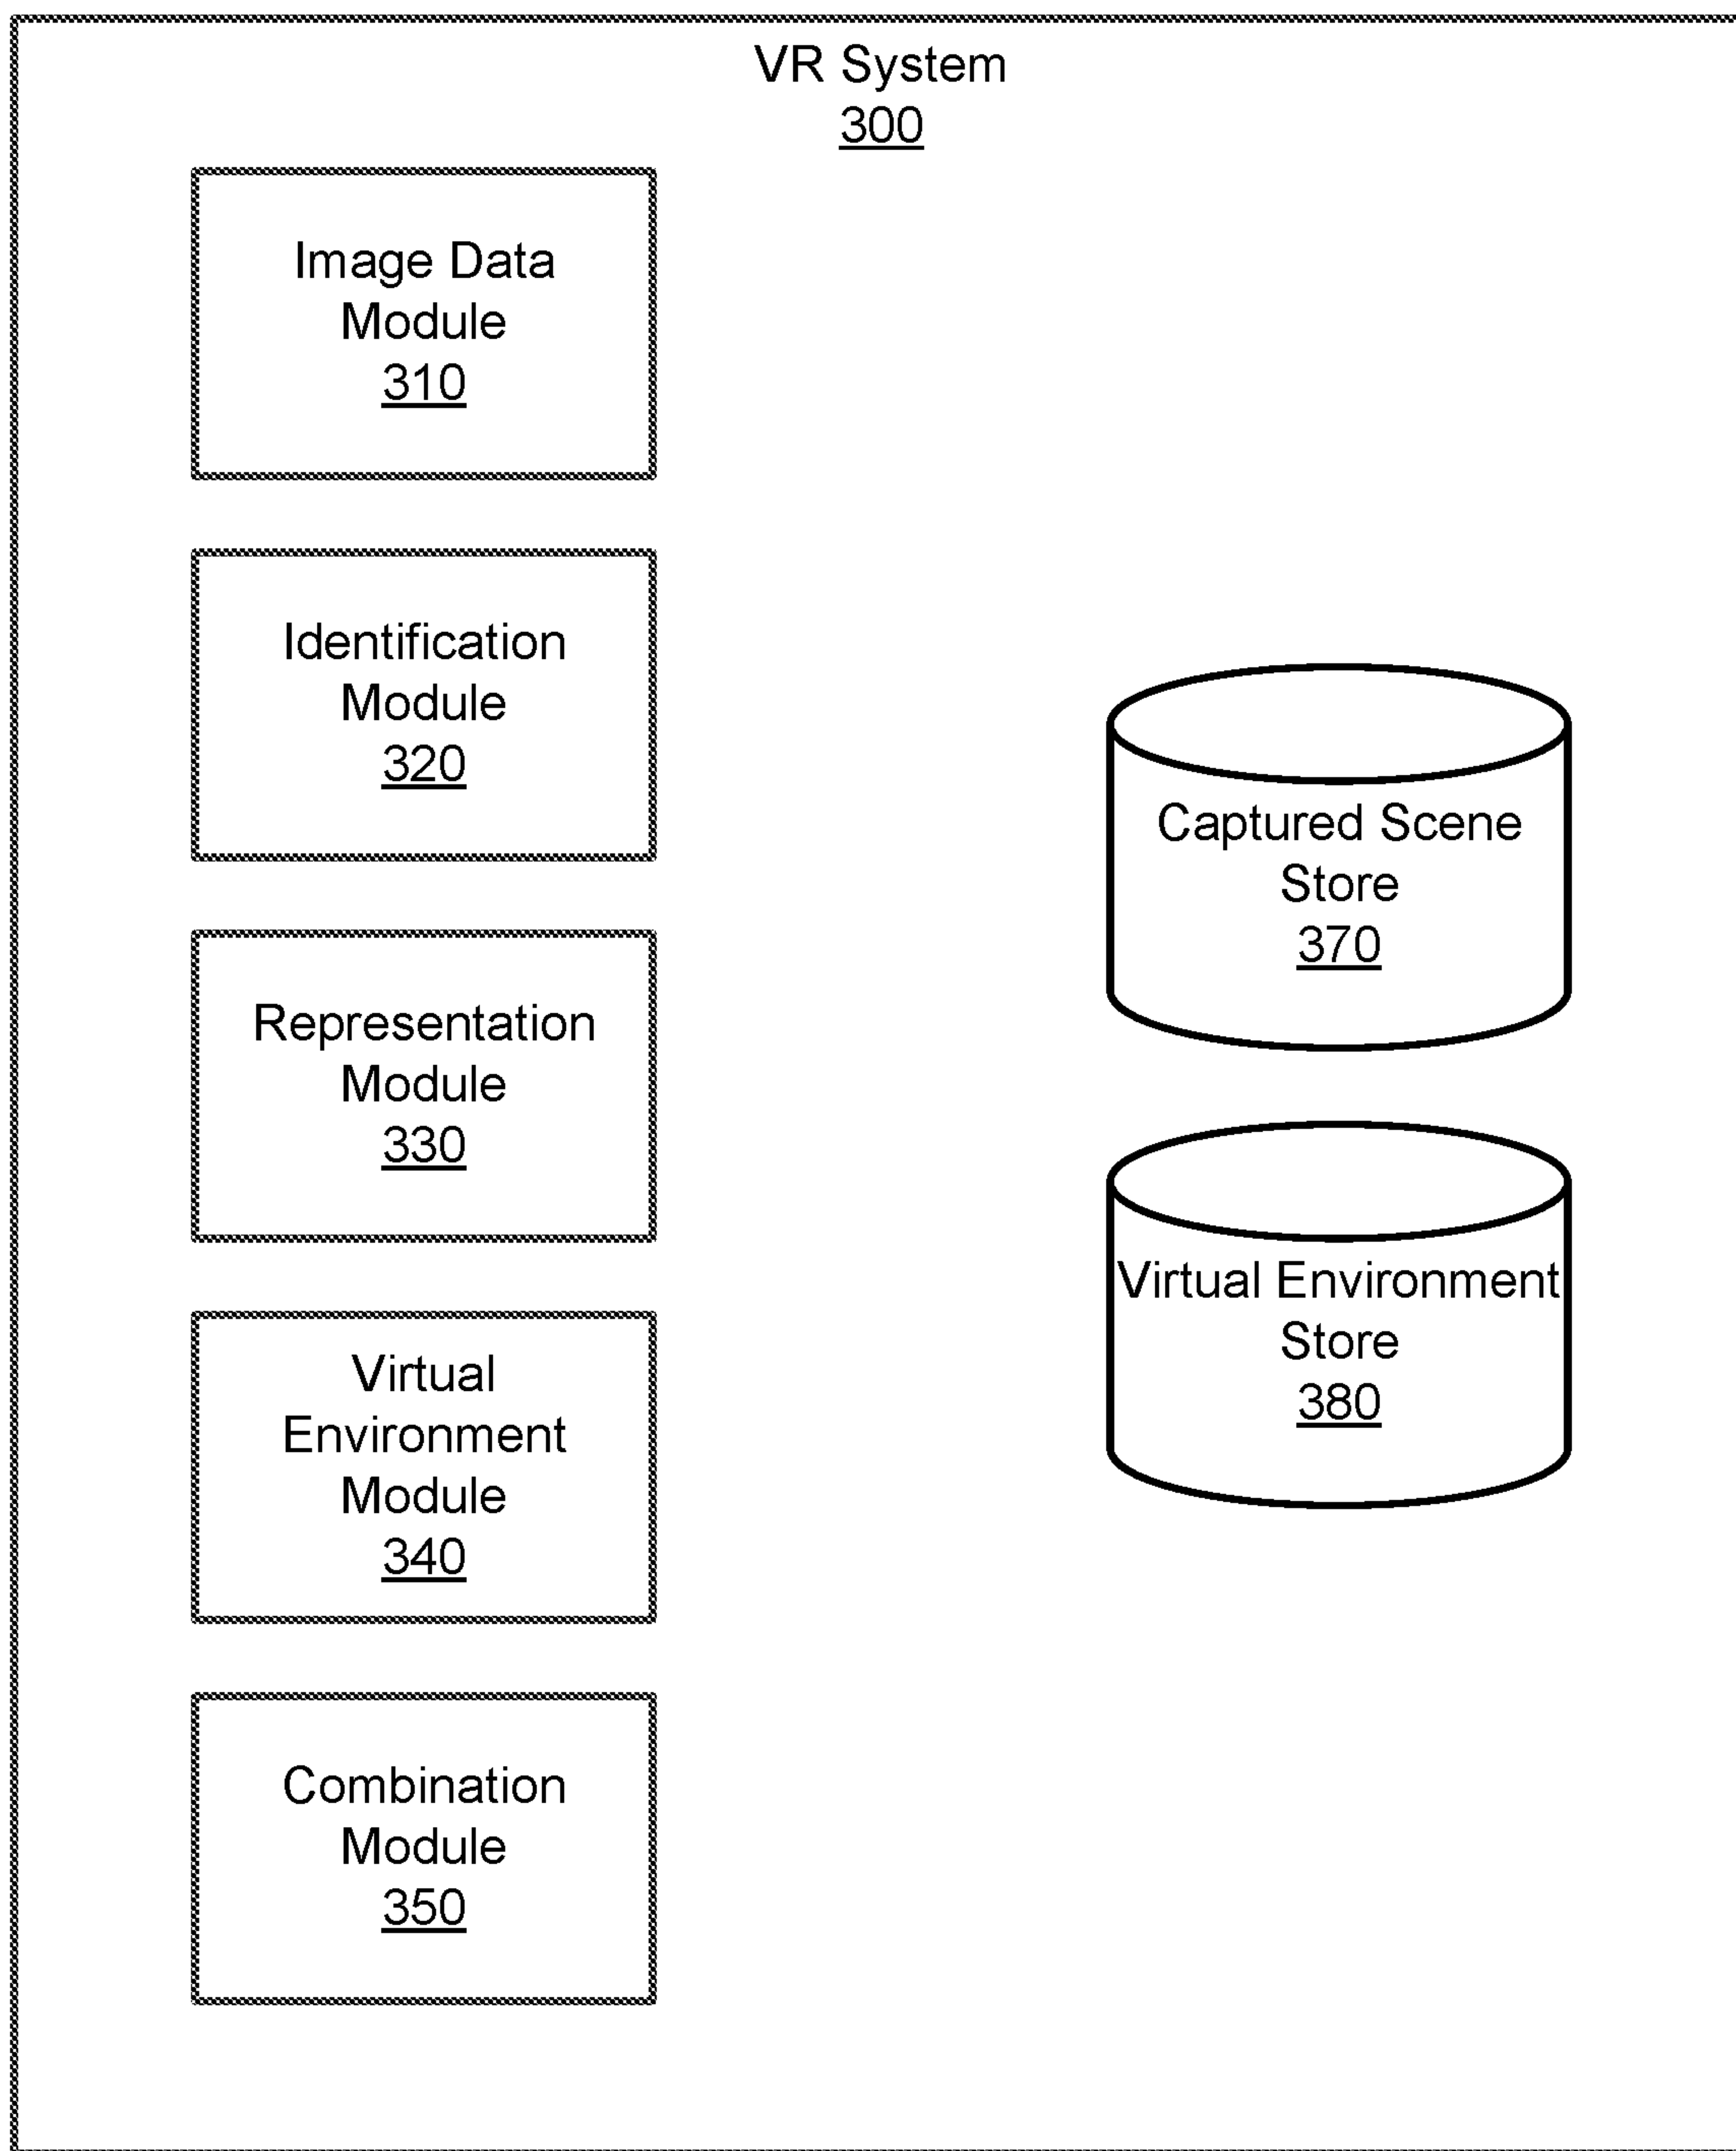 VR System
300
Image Data
Module
310
Identification
Module
320
Representation
Module
330
Virtual
Environment
Module
340
Combination
Module
350
Captured Scene
Store
370
Virtual Environment
Store
380